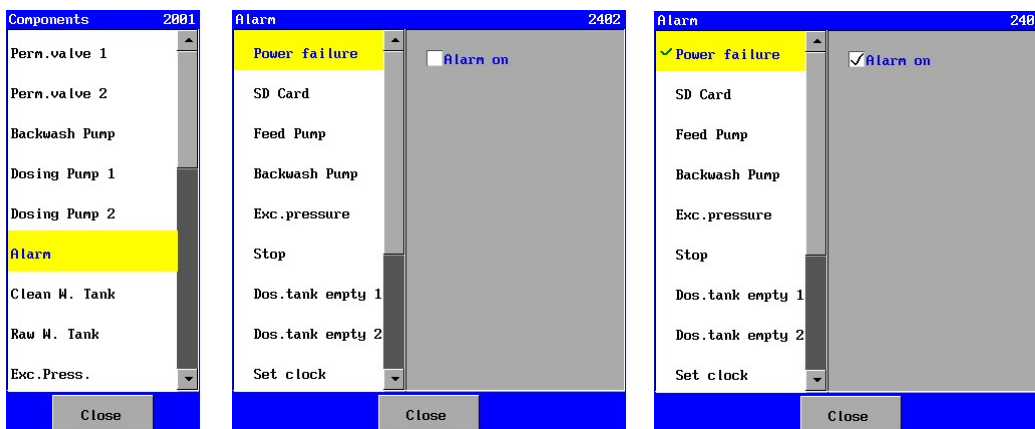 Components 2001
Perm.valve 1
Perm.valve 2
Backwash Pump
Dosing Pump 1
Dosing Pump 2
Alarm
Clean W. Tank
Raw W. Tank
Exc.Press.
Close
Alarm 2402
Power failure
SD Card
Feed Pump
Backwash Pump
Exc.pressure
Stop
Dos.tank empty 1
Dos.tank empty 2
Set clock
Alarm on
Close
Alarm 240
Power failure
SD Card
Feed Pump
Backwash Pump
Exc.pressure
Stop
Dos.tank empty 1
Dos.tank empty 2
Set clock
Alarm on
Close